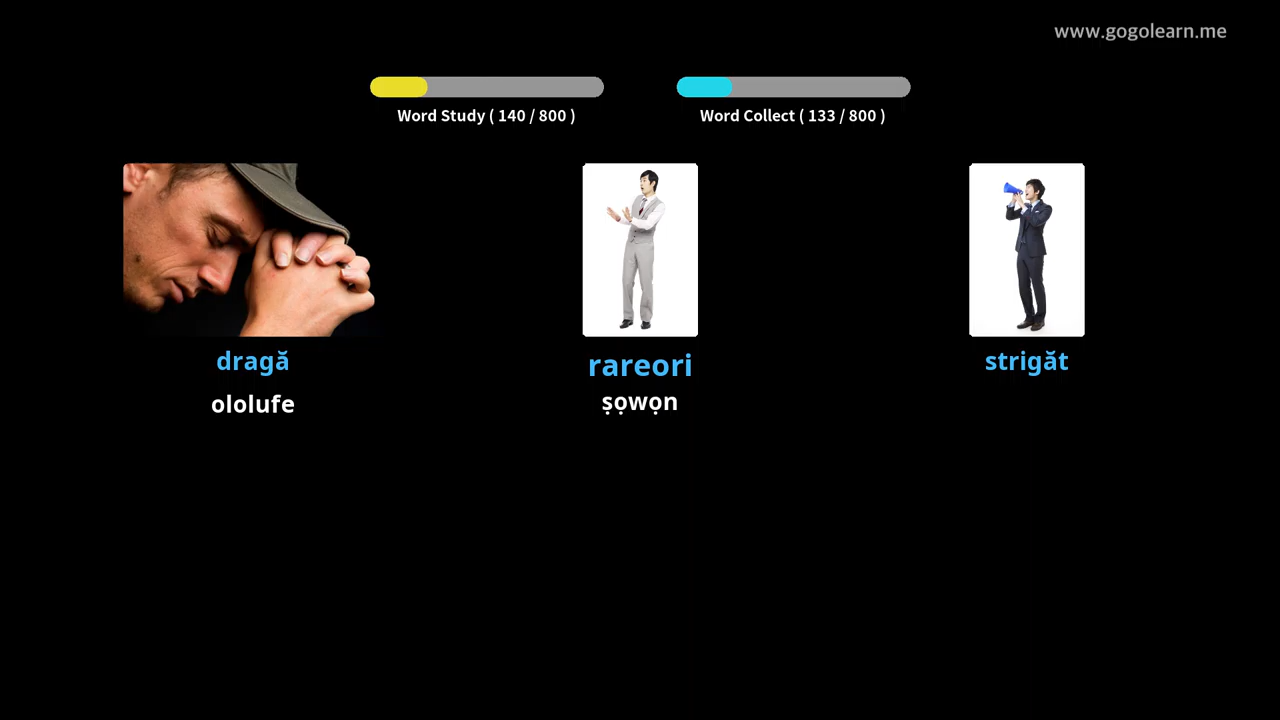 www.gogolearn.me
Word Study ( 140 / 800 )
Word Collect ( 133 / 800 )
dragă
rareori
strigăt
ololufe
ṣọwọn